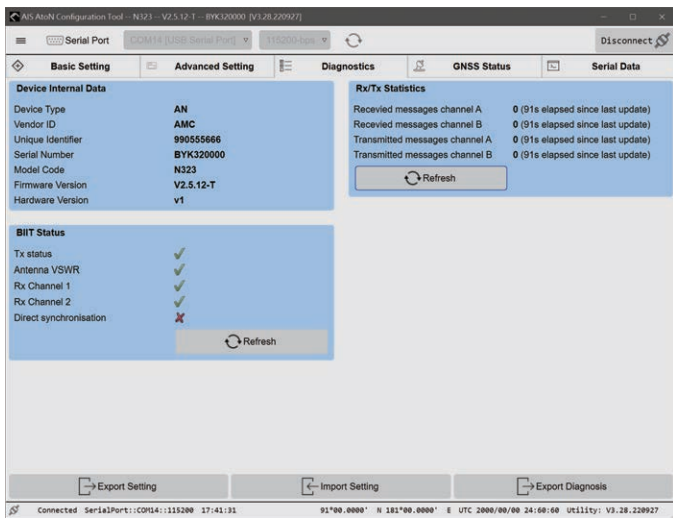 AIS AtoN Configuration Tool -- N323 -- V2.5.12-T -- BYK320000 [V3.28.220927]
Serial Port COM14 [USB Serial Port] 115200-bps Disconnect
Basic Setting Advanced Setting Diagnostics GNSS Status Serial Data
Device Internal Data
Device Type AN
Vendor ID AMC
Unique Identifier 990555666
Serial Number BYK320000
Model Code N323
Firmware Version V2.5.12-T
Hardware Version v1
Rx/Tx Statistics
Recevied messages channel A 0 (91s elapsed since last update)
Recevied messages channel B 0 (91s elapsed since last update)
Transmitted messages channel A 0 (91s elapsed since last update)
Transmitted messages channel B 0 (91s elapsed since last update)
Refresh
BIIT Status
Tx status
Antenna VSWR
Rx Channel 1
Rx Channel 2
Direct synchronisation
Refresh
Export Setting Import Setting Export Diagnosis
Connected SerialPort::COM14::115200 17:41:31 91°00.0000' N 181°00.0000' E UTC 2000/00/00 24:60:60 Utility: V3.28.220927